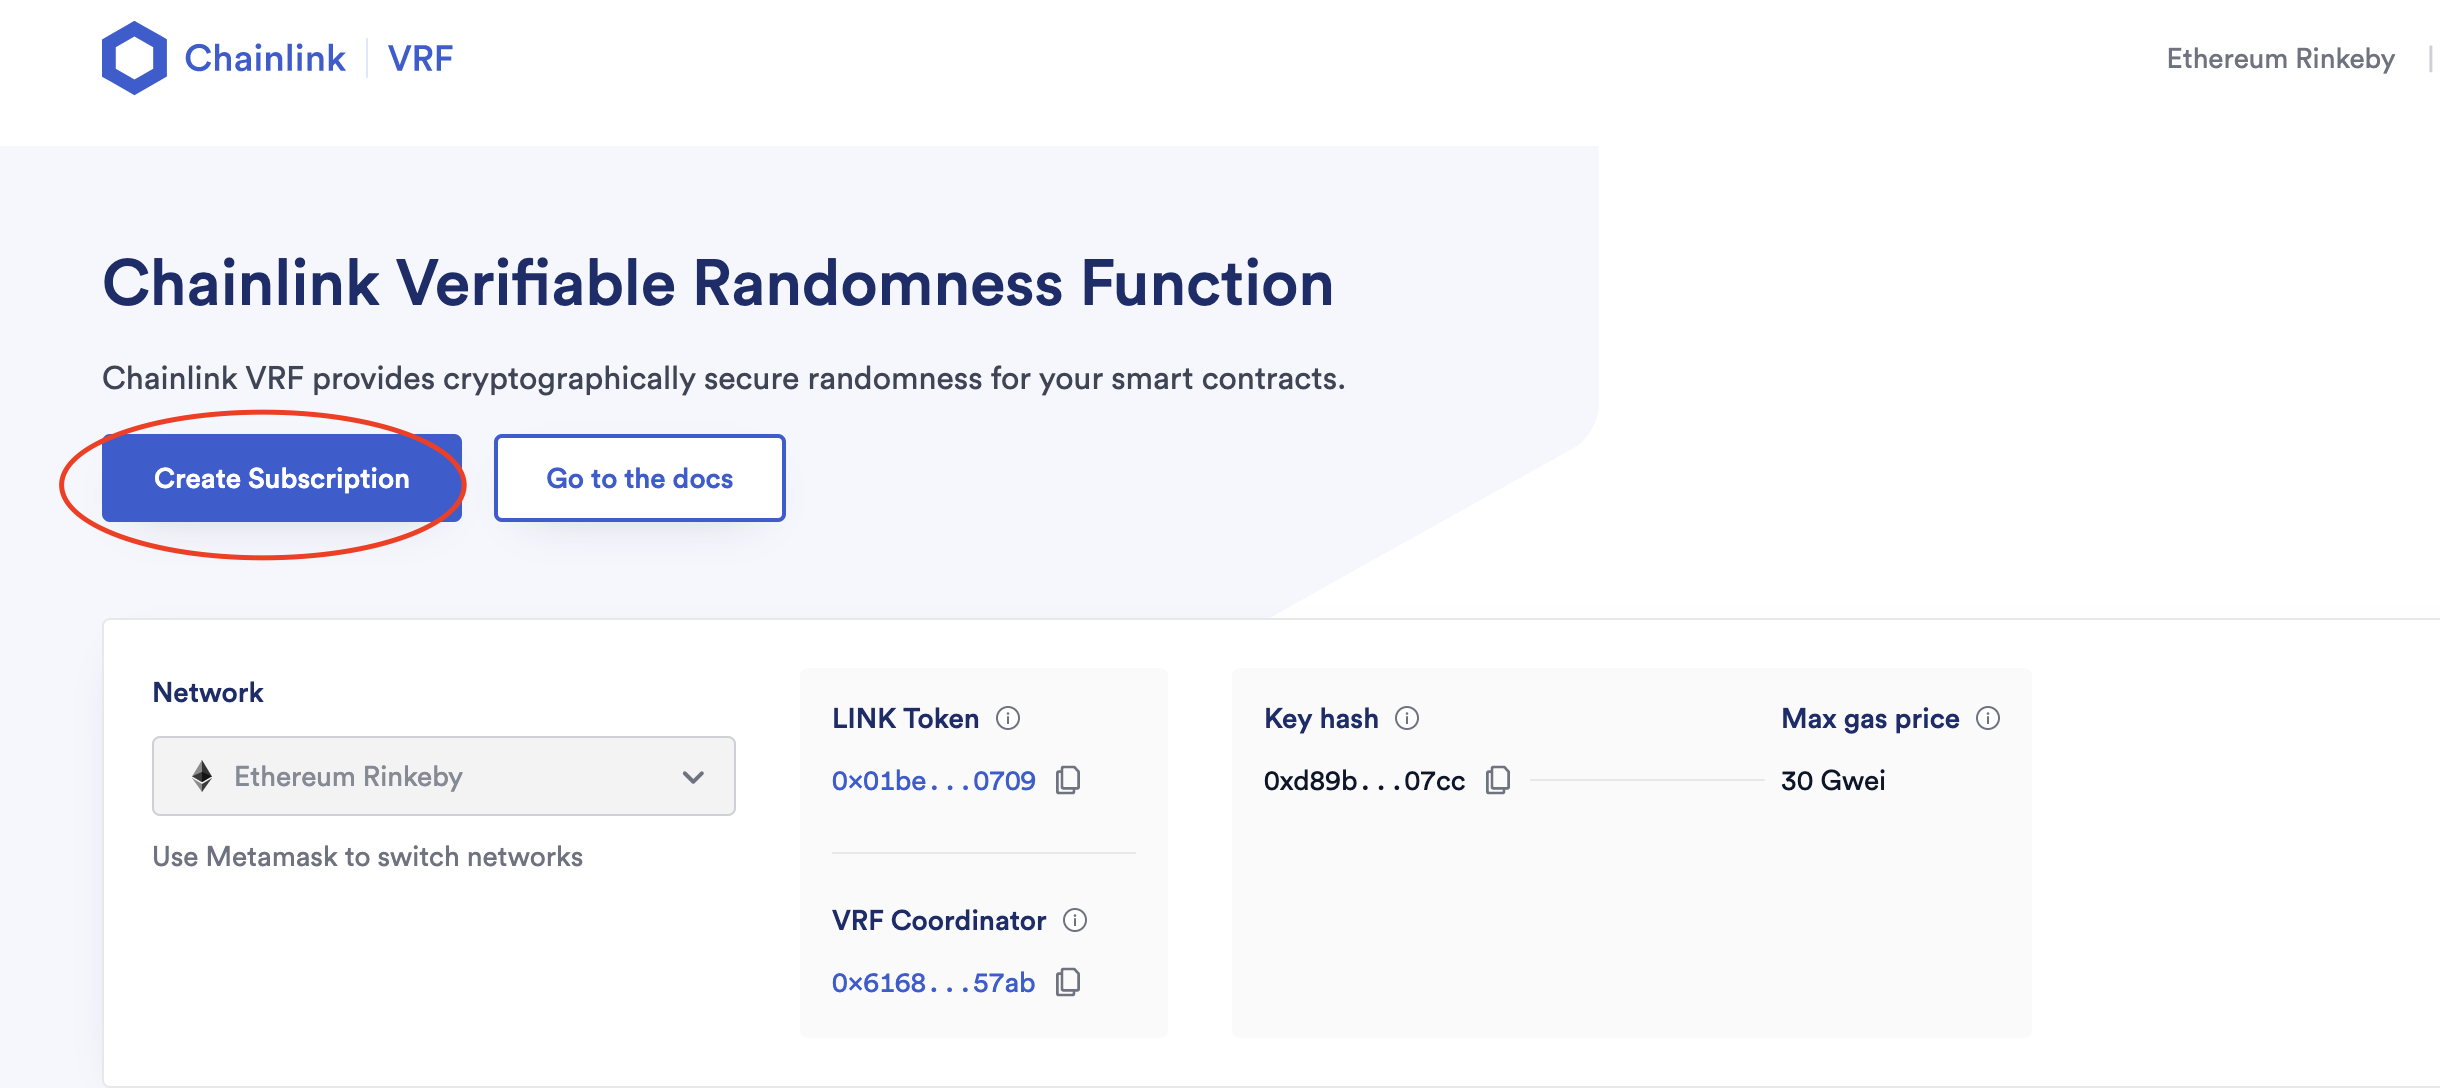 Chainlink | VRF
Ethereum Rinkeby
Chainlink Verifiable Randomness Function
Chainlink VRF provides cryptographically secure randomness for your smart contracts.
Create Subscription
Go to the docs
Network
Ethereum Rinkeby
Use Metamask to switch networks
LINK Token
0x01be...0709
VRF Coordinator
0x6168...57ab
Key hash
0xd89b...07cc
Max gas price
30 Gwei